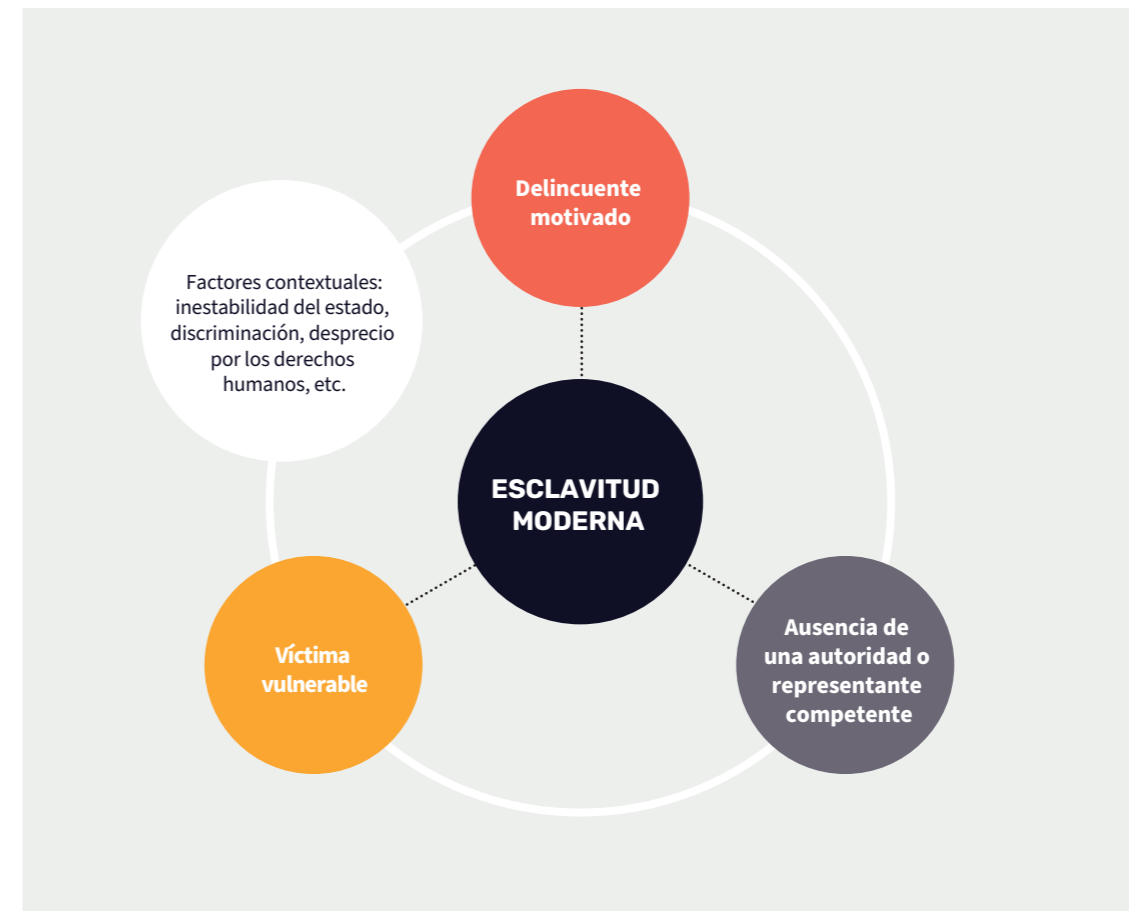 Delincuente
motivado
Factores contextuales:
inestabilidad del estado,
discriminación, desprecio
por los derechos
humanos, etc.
ESCLAVITUD
MODERNA
Víctima
vulnerable
Ausencia de
una autoridad o
representante
competente